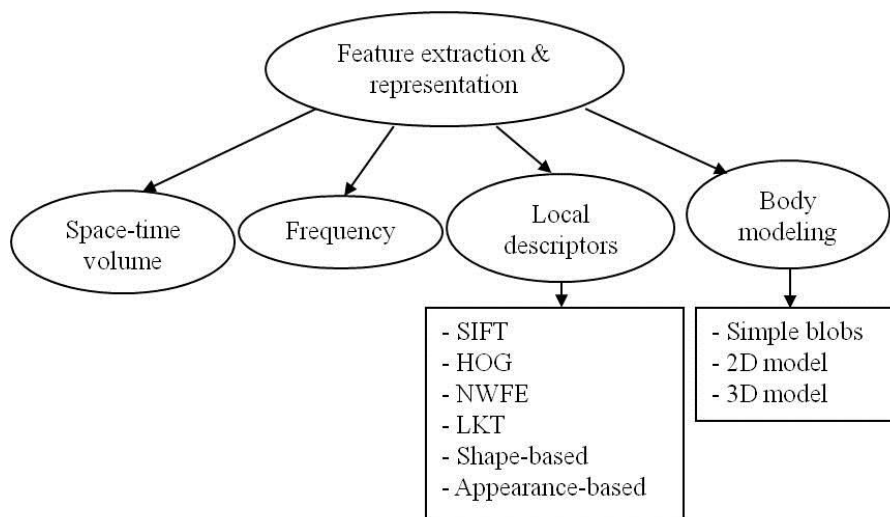 Feature extraction &
representation
Space-time
volume
Frequency
Local
descriptors
Body
modeling
- SIFT
- HOG
- NWFE
- LKT
- Shape-based
- Appearance-based
- Simple blobs
- 2D model
- 3D model